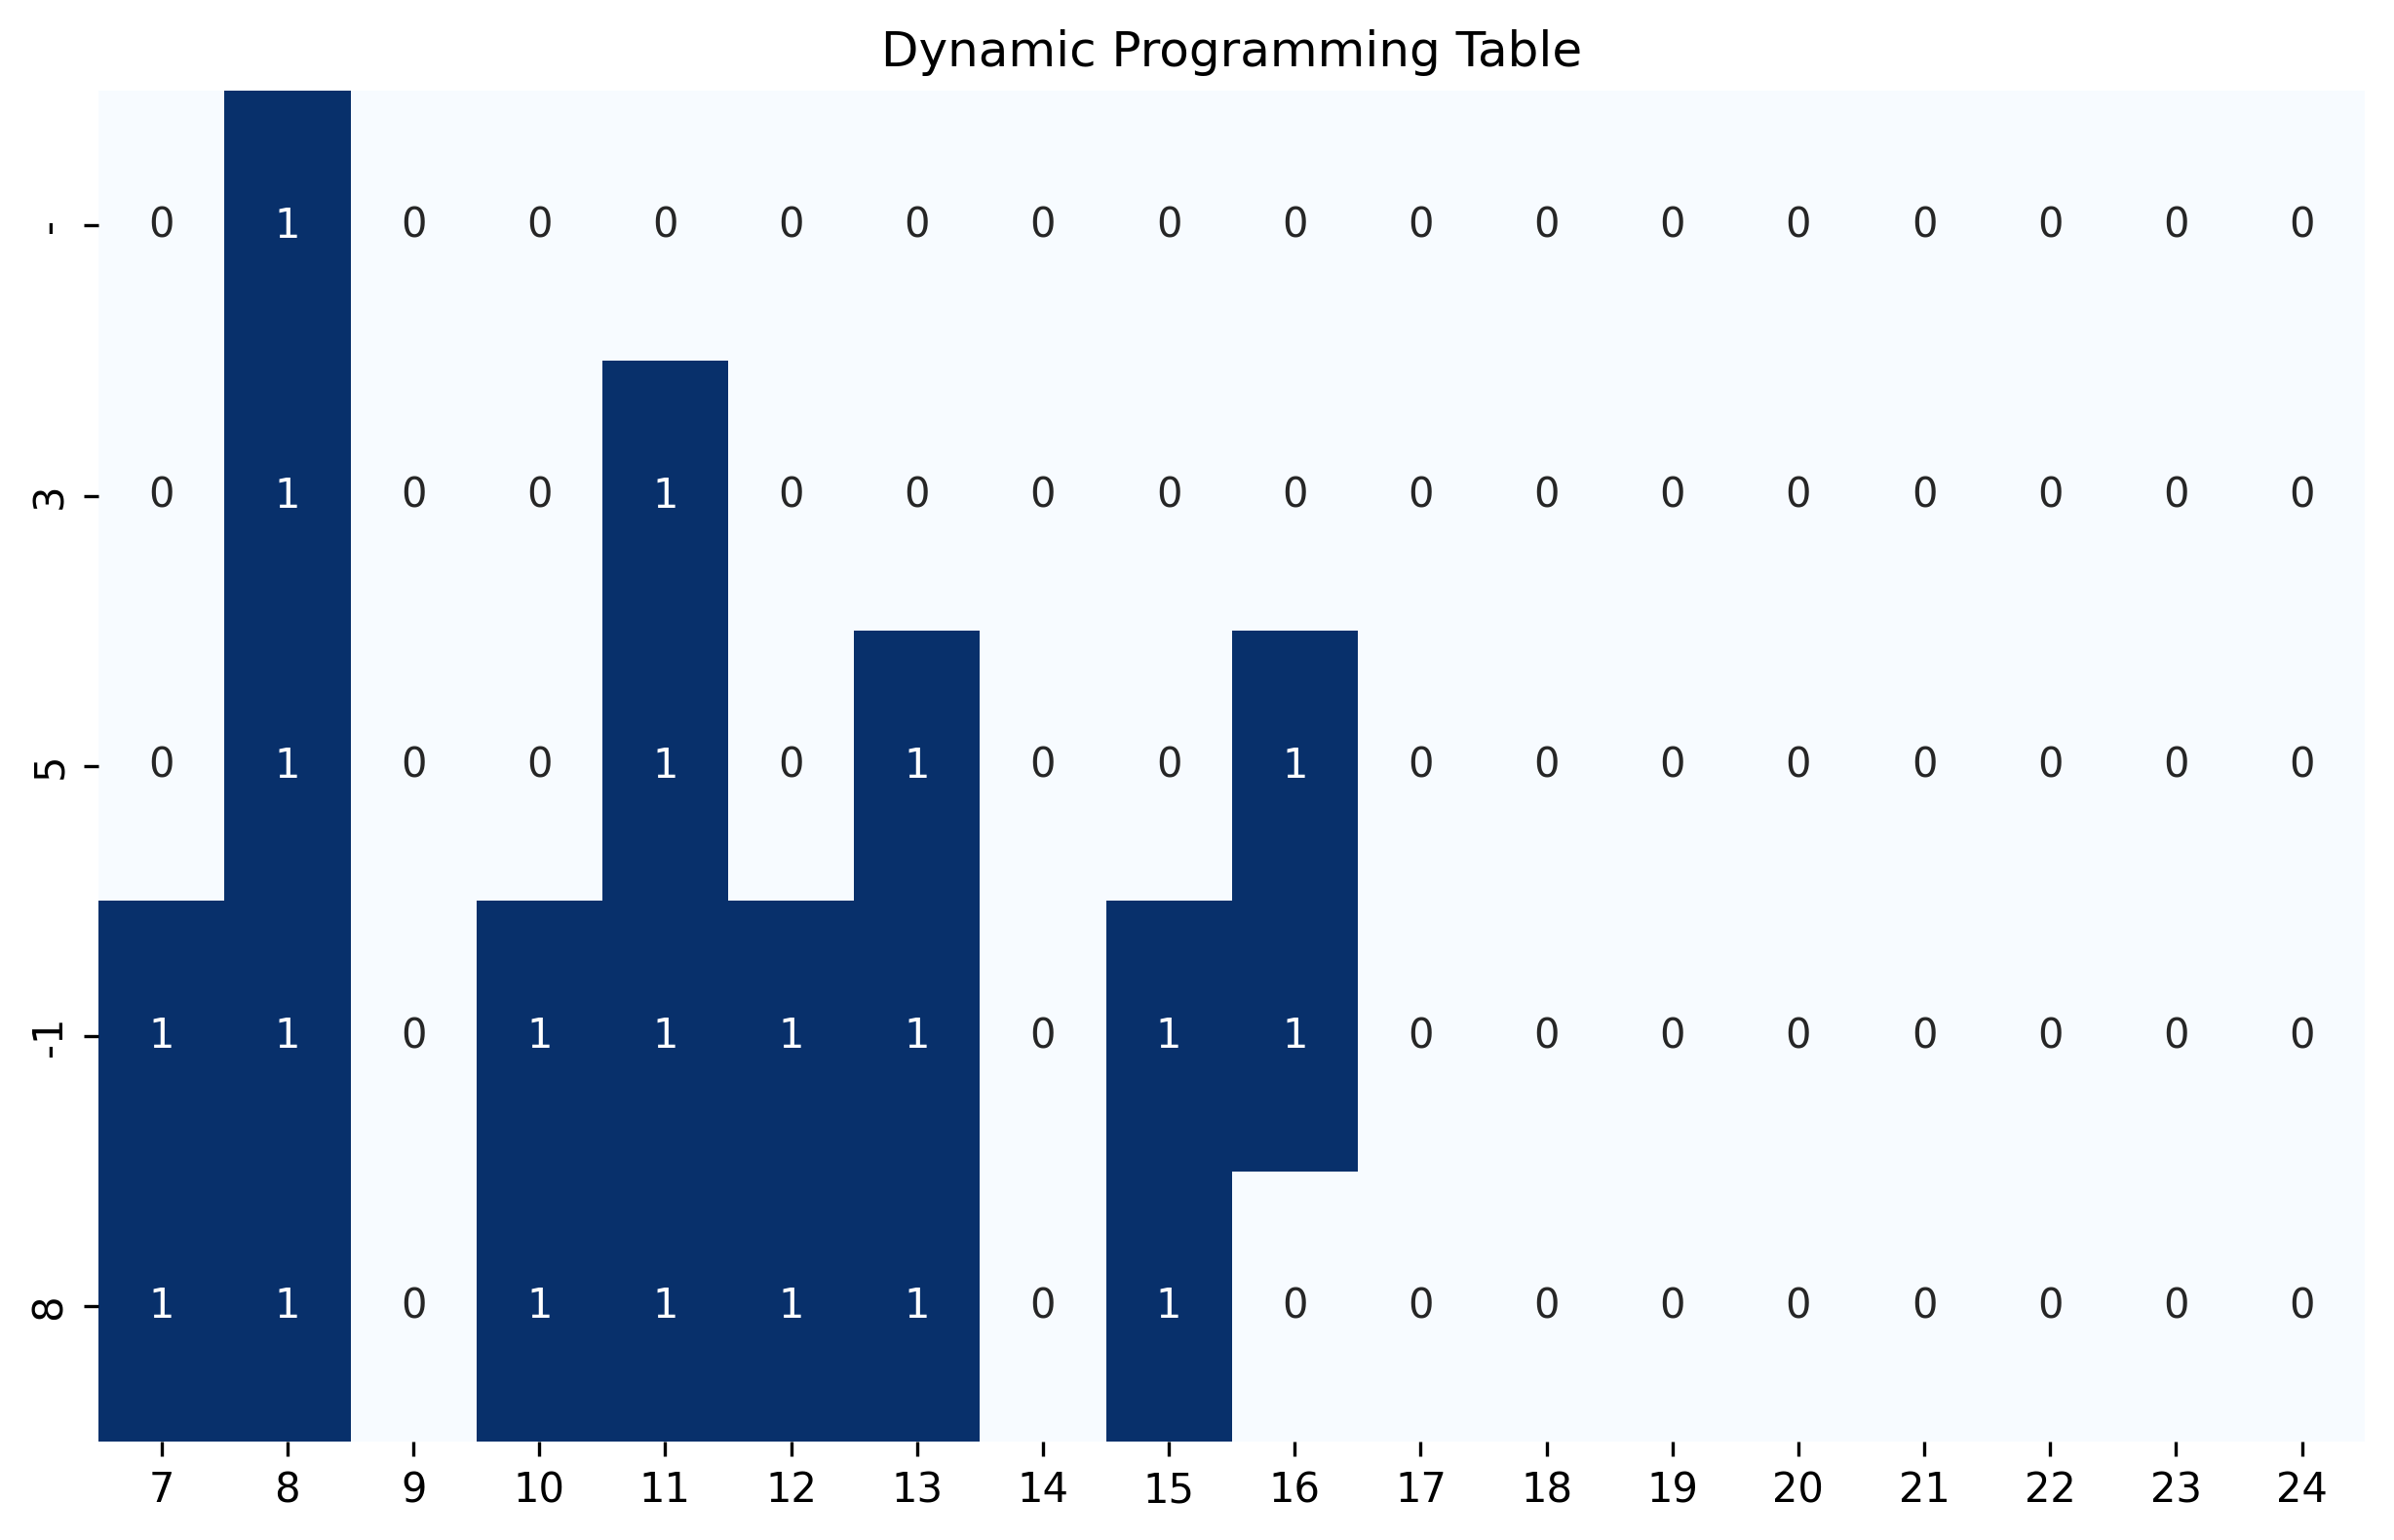 Dynamic Programming Table
- 0 1 0 0 0 0 0 0 0 0 0 0 0 0 0 0 0 0
3 0 1 0 0 1 0 0 0 0 0 0 0 0 0 0 0 0 0
5 0 1 0 0 1 0 1 0 0 1 0 0 0 0 0 0 0 0
-1 1 1 0 1 1 1 1 0 1 1 0 0 0 0 0 0 0 0
8 1 1 0 1 1 1 1 0 1 0 0 0 0 0 0 0 0 0
7 8 9 10 11 12 13 14 15 16 17 18 19 20 21 22 23 24